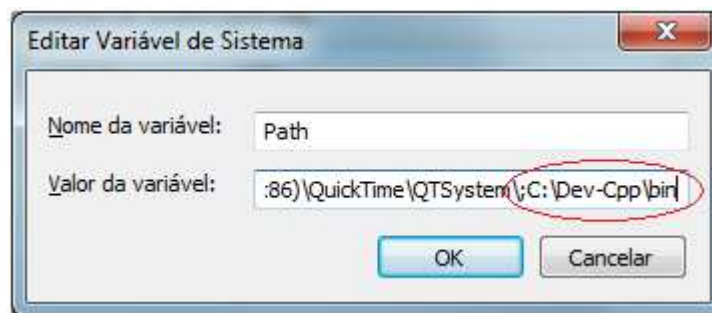 Editar Variável de Sistema
Nome da variável: Path
Valor da variável: :86)\QuickTime\QTSystem\;C:\Dev-Cpp\bin
OK Cancelar